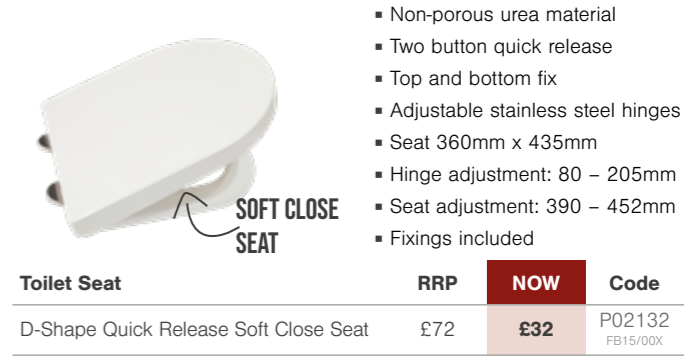 ▪ Non-porous urea material
▪ Two button quick release
▪ Top and bottom fix
▪ Adjustable stainless steel hinges
▪ Seat 360mm x 435mm
▪ Hinge adjustment: 80 – 205mm
▪ Seat adjustment: 390 – 452mm
▪ Fixings included
SOFT CLOSE
SEAT
Toilet Seat RRP NOW Code
D-Shape Quick Release Soft Close Seat £72 £32 P02132
FB15/00X